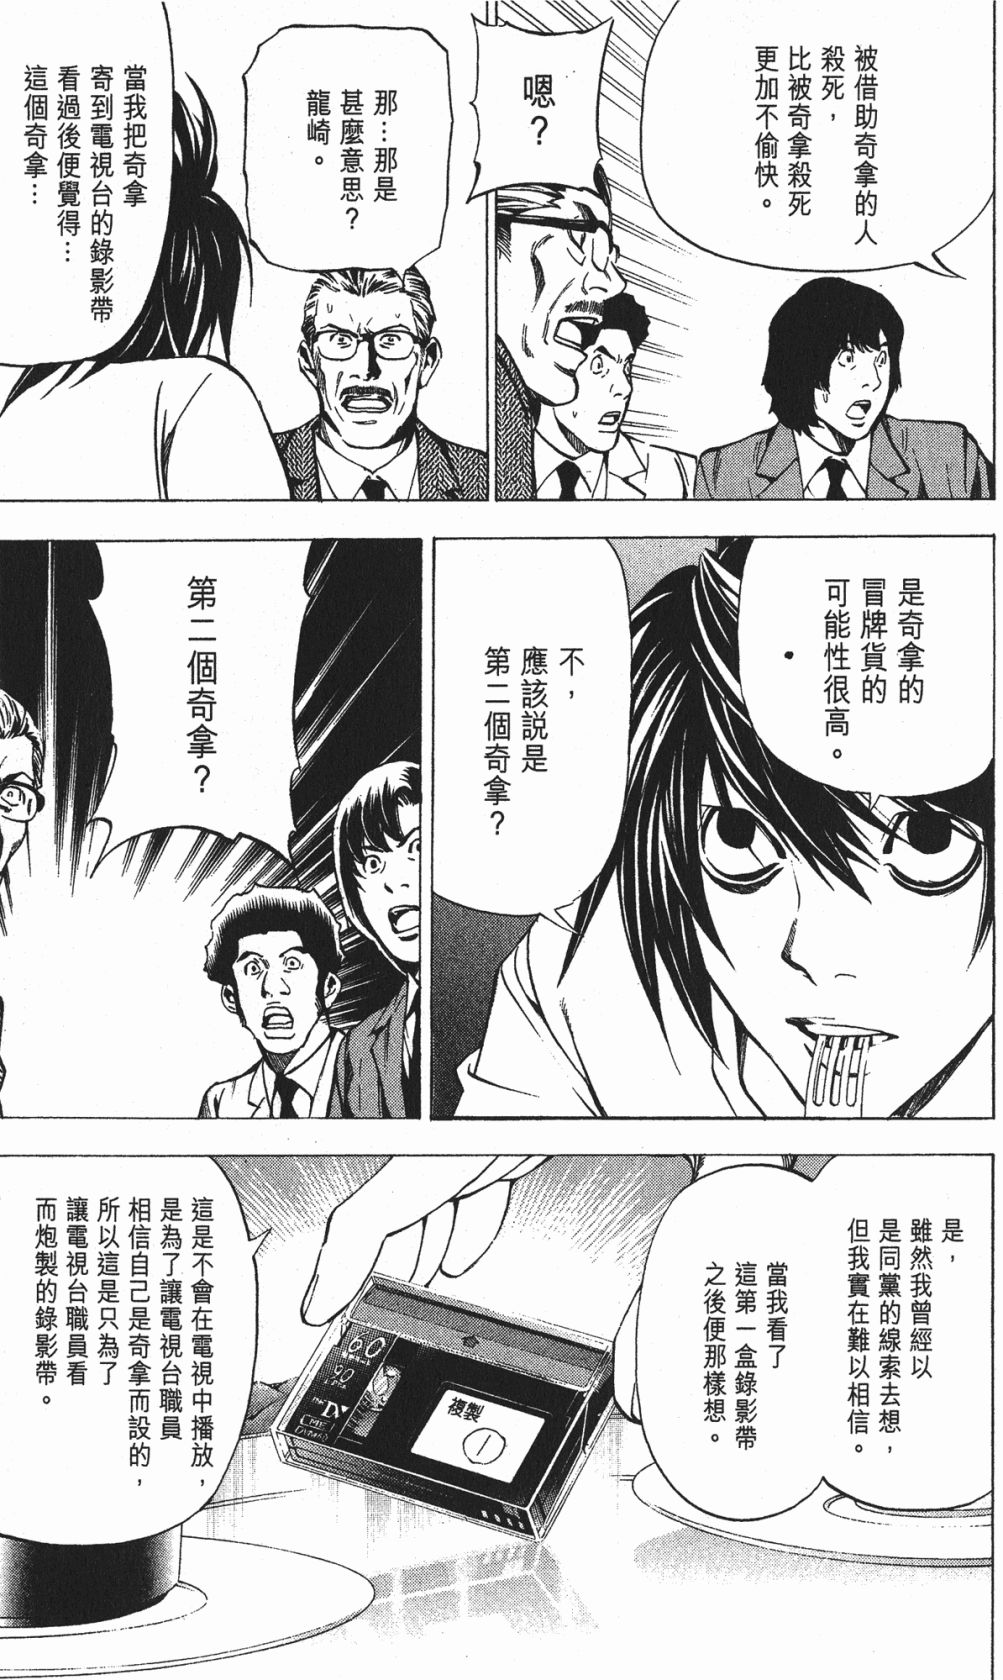 被借助奇拿的人
殺死，
比被奇拿殺死
更加不愉快。
嗯？
那…那是
甚麼意思？
龍崎。
當我把奇拿
寄到電視台的錄影帶
看過後便覺得…
這個奇拿…
是奇拿的
冒牌貨的
可能性很高。
不，
應該説是
第二個奇拿？
第二個奇拿？
是，
雖然我曾經以
是同黨的線索去想，
但我實在難以相信。
當我看了
這第一盒錄影帶
之後便那樣想。
90
90
DV
複製
①
這是不會在電視中播放，
是為了讓電視台職員
相信自己是奇拿而設的，
所以這是只為了
讓電視台職員看
而炮製的錄影帶。